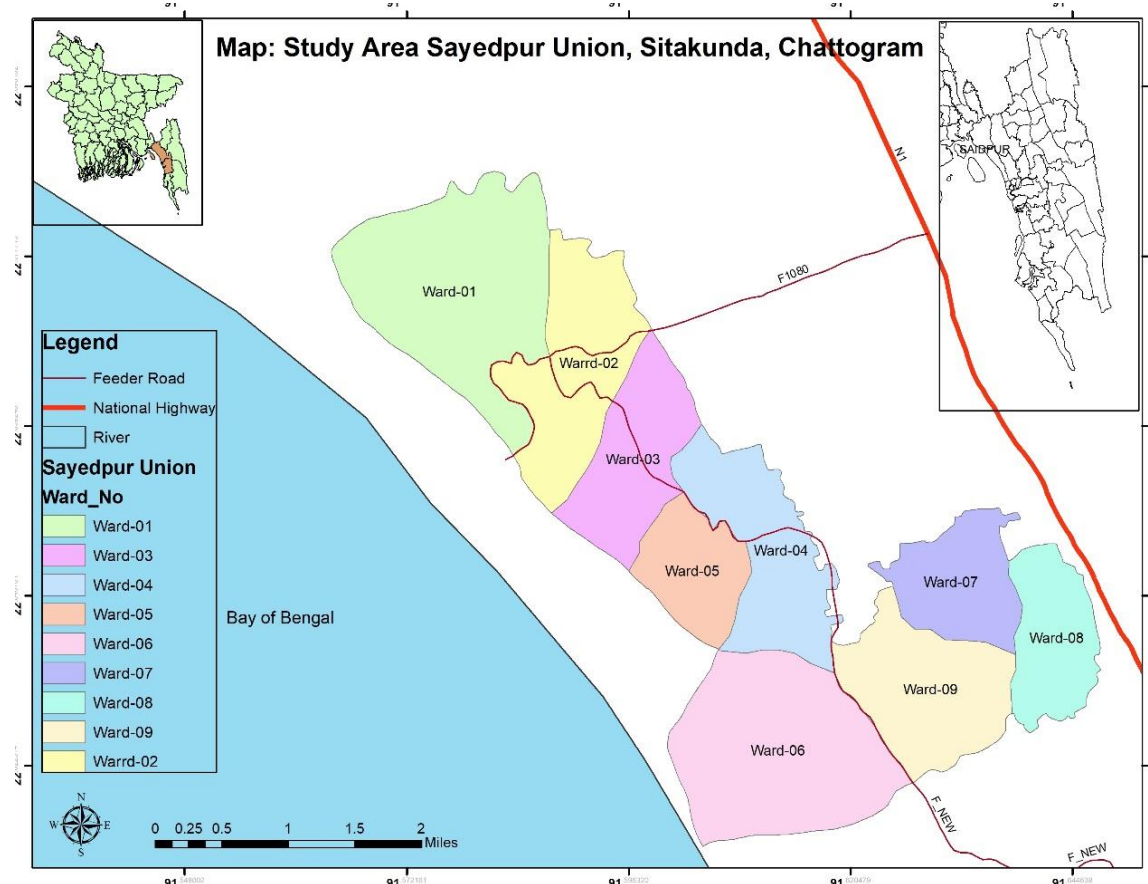 Map: Study Area Sayedpur Union, Sitakunda, Chattogram
SAIDPUR
N1
F1080
Ward-01
Warrd-02
Ward-03
Ward-04
Ward-05
Ward-07
Ward-08
Ward-09
Ward-06
F_NEW
F_NEW
Bay of Bengal
Legend
Feeder Road
National Highway
River
Sayedpur Union
Ward_No
Ward-01
Ward-03
Ward-04
Ward-05
Ward-06
Ward-07
Ward-08
Ward-09
Warrd-02
N
W E
S
0 0.25 0.5 1 1.5 2
Miles